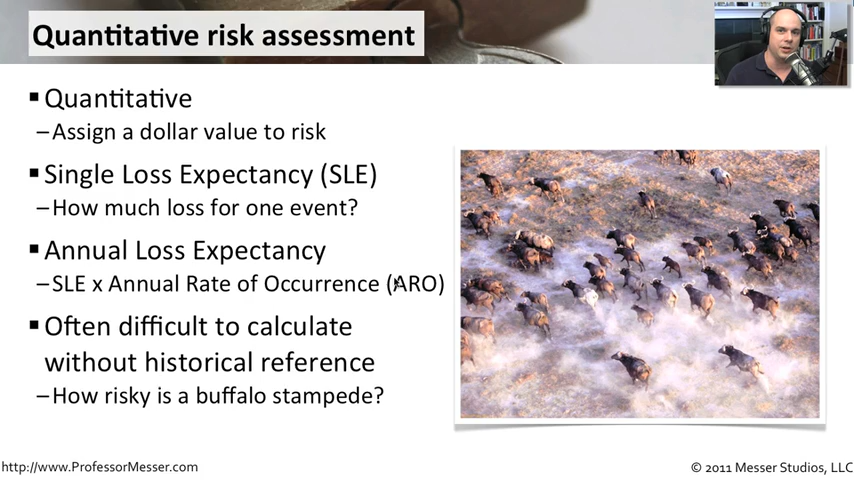 Quantitative risk assessment
▪ Quantitative
–Assign a dollar value to risk
▪ Single Loss Expectancy (SLE)
–How much loss for one event?
▪ Annual Loss Expectancy
–SLE x Annual Rate of Occurrence (ARO)
▪ Often difficult to calculate
without historical reference
–How risky is a buffalo stampede?
http://www.ProfessorMesser.com
© 2011 Messer Studios, LLC